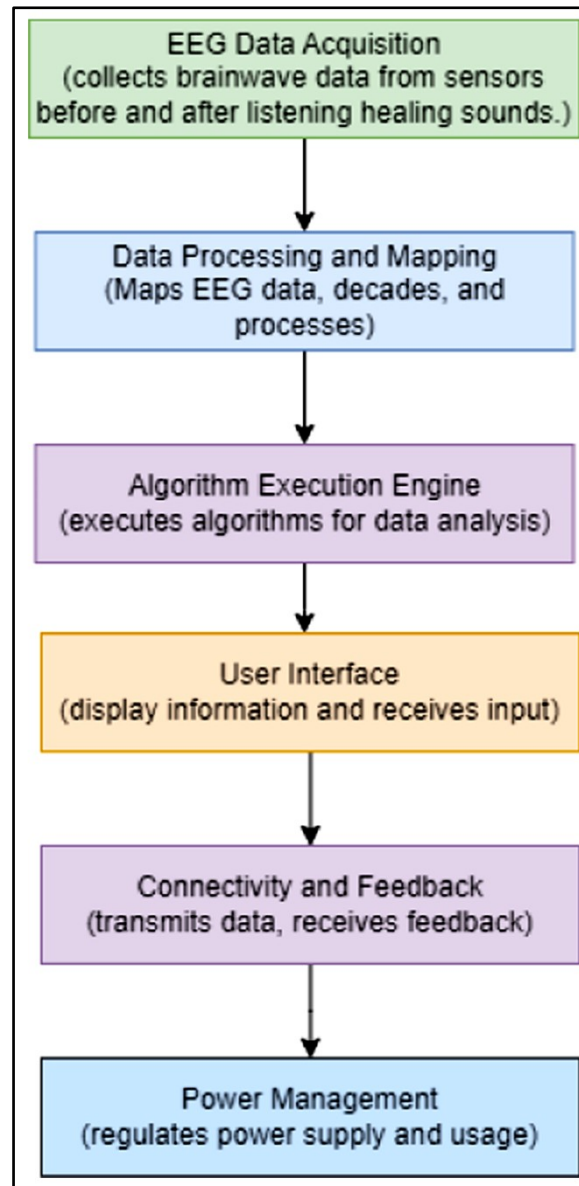 EEG Data Acquisition
(collects brainwave data from sensors
before and after listening healing sounds.)
Data Processing and Mapping
(Maps EEG data, decades, and
processes)
Algorithm Execution Engine
(executes algorithms for data analysis)
User Interface
(display information and receives input)
Connectivity and Feedback
(transmits data, receives feedback)
Power Management
(regulates power supply and usage)